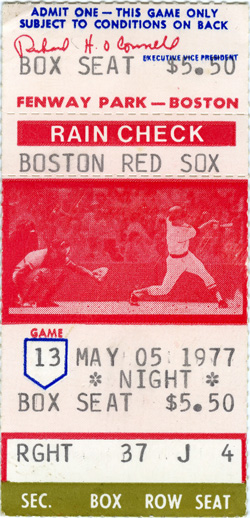 ADMIT ONE — THIS GAME ONLY
SUBJECT TO CONDITIONS ON BACK
Richard H. O'Connell
EXECUTIVE VICE PRESIDENT
BOX SEAT $5.50
FENWAY PARK — BOSTON
RAIN CHECK
BOSTON RED SOX
GAME
13 MAY 05 1977
* NIGHT *
BOX SEAT $5.50
RGHT 37 J 4
SEC. BOX ROW SEAT